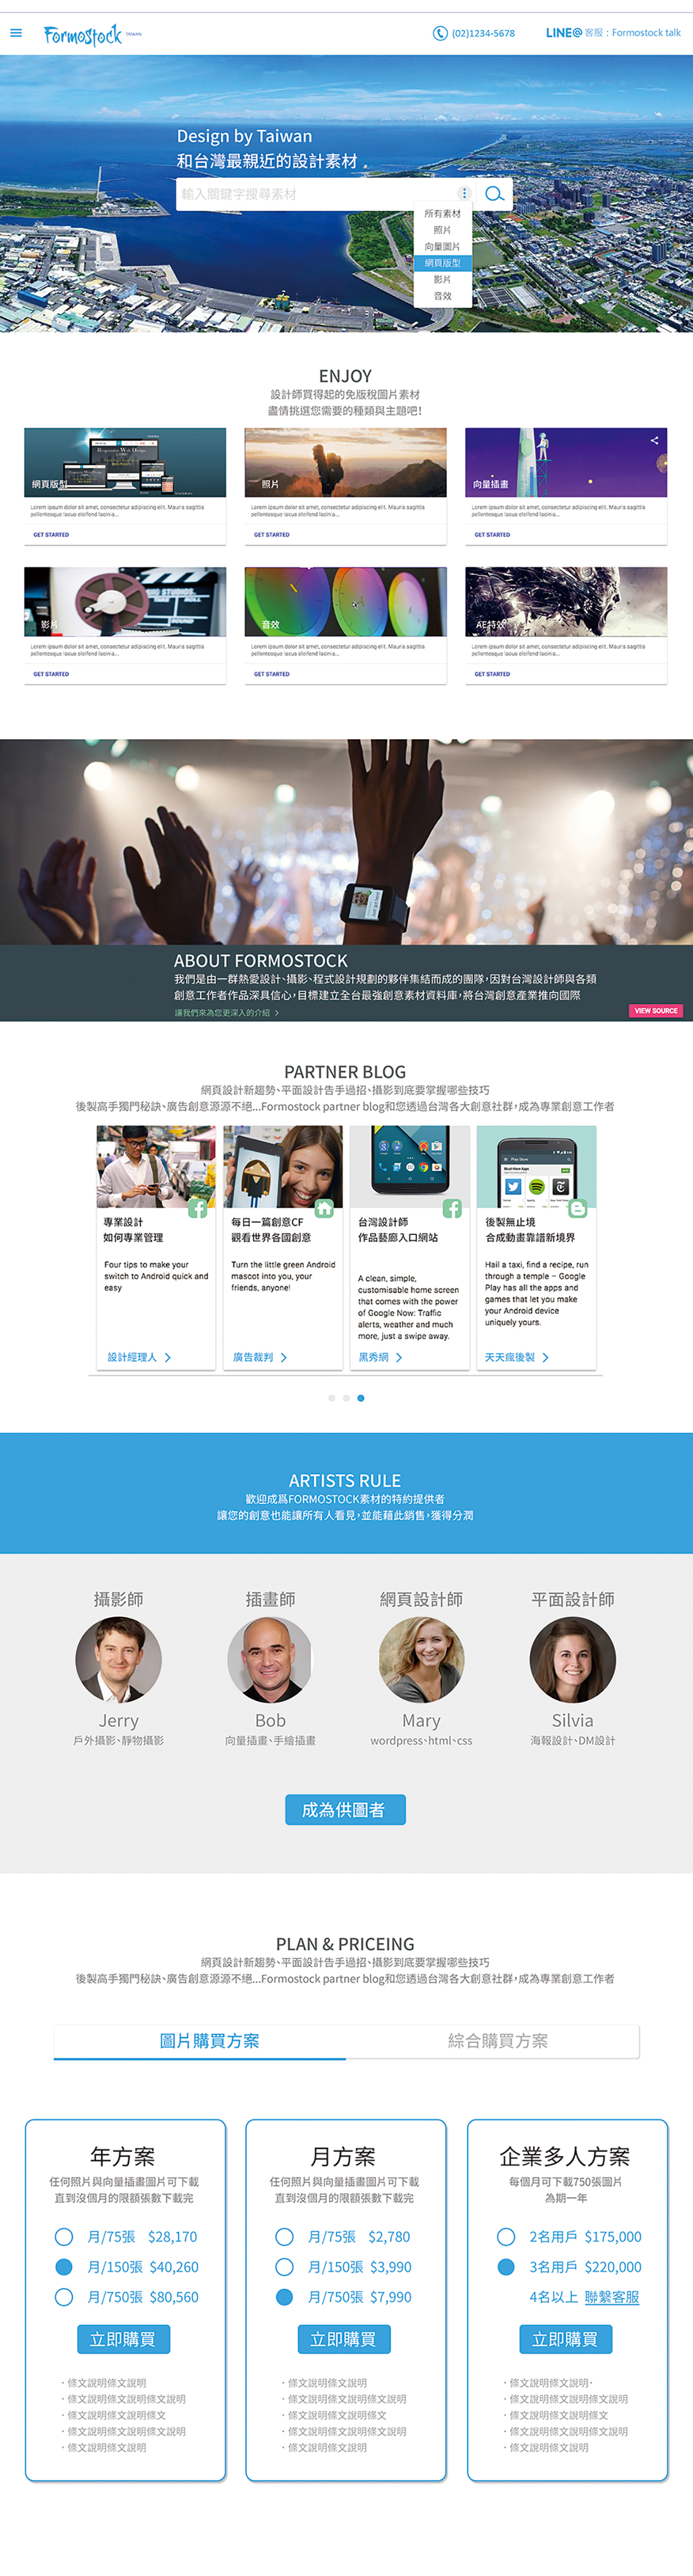 Formostock TAIWAN
(02)1234-5678
LINE@ 客服：Formostock talk
Design by Taiwan
和台灣最親近的設計素材
輸入關鍵字搜尋素材
所有素材
照片
向量圖片
網頁版型
影片
音效
ENJOY
設計師買得起的免版稅圖片素材
盡情挑選您需要的種類與主題吧!
網頁版型
Lorem ipsum dolor sit amet, consectetur adipiscing elit. Mauris sagittis
pellentesque lacus eleifend lacinia...
GET STARTED
照片
Lorem ipsum dolor sit amet, consectetur adipiscing elit. Mauris sagittis
pellentesque lacus eleifend lacinia...
GET STARTED
向量插畫
Lorem ipsum dolor sit amet, consectetur adipiscing elit. Mauris sagittis
pellentesque lacus eleifend lacinia...
GET STARTED
影片
Lorem ipsum dolor sit amet, consectetur adipiscing elit. Mauris sagittis
pellentesque lacus eleifend lacinia...
GET STARTED
音效
Lorem ipsum dolor sit amet, consectetur adipiscing elit. Mauris sagittis
pellentesque lacus eleifend lacinia...
GET STARTED
AE特效
Lorem ipsum dolor sit amet, consectetur adipiscing elit. Mauris sagittis
pellentesque lacus eleifend lacinia...
GET STARTED
ABOUT FORMOSTOCK
我們是由一群熱愛設計、攝影、程式設計規劃的夥伴集結而成的團隊，因對台灣設計師與各類
創意工作者作品深具信心，目標建立全台最強創意素材資料庫，將台灣創意產業推向國際
讓我們來為您更深入的介紹 >
VIEW SOURCE
PARTNER BLOG
網頁設計新趨勢、平面設計告手過招、攝影到底要掌握哪些技巧
後製高手獨門秘訣、廣告創意源源不絕...Formostock partner blog和您透過台灣各大創意社群，成為專業創意工作者
專業設計
如何專業管理
Four tips to make your
switch to Android quick and
easy
設計經理人 >
每日一篇創意CF
觀看世界各國創意
Turn the little green Android
mascot into you, your
friends, anyone!
廣告裁判 >
台灣設計師
作品藝廊入口網站
A clean, simple,
customisable home screen
that comes with the power
of Google Now: Traffic
alerts, weather and much
more, just a swipe away.
黑秀網 >
後製無止境
合成動畫靠譜新境界
Hail a taxi, find a recipe, run
through a temple – Google
Play has all the apps and
games that let you make
your Android device
uniquely yours.
天天瘋後製 >
ARTISTS RULE
歡迎成爲FORMOSTOCK素材的特約提供者
讓您的創意也能讓所有人看見，並能藉此銷售，獲得分潤
攝影師
Jerry
戶外攝影、靜物攝影
插畫師
Bob
向量插畫、手繪插畫
網頁設計師
Mary
wordpress、html、css
平面設計師
Silvia
海報設計、DM設計
成為供圖者
PLAN & PRICEING
網頁設計新趨勢、平面設計告手過招、攝影到底要掌握哪些技巧
後製高手獨門秘訣、廣告創意源源不絕...Formostock partner blog和您透過台灣各大創意社群，成為專業創意工作者
圖片購買方案
綜合購買方案
年方案
任何照片與向量插畫圖片可下載
直到沒個月的限額張數下載完
月/75張 $28,170
月/150張 $40,260
月/750張 $80,560
立即購買
・條文說明條文說明
・條文說明條文說明條文說明
・條文說明條文說明條文
・條文說明條文說明條文說明
・條文說明條文說明
月方案
任何照片與向量插畫圖片可下載
直到沒個月的限額張數下載完
月/75張 $2,780
月/150張 $3,990
月/750張 $7,990
立即購買
・條文說明條文說明
・條文說明條文說明條文說明
・條文說明條文說明條文
・條文說明條文說明條文說明
・條文說明條文說明
企業多人方案
每個月可下載750張圖片
為期一年
2名用戶 $175,000
3名用戶 $220,000
4名以上 聯繫客服
立即購買
・條文說明條文說明・
・條文說明條文說明條文說明
・條文說明條文說明條文
・條文說明條文說明條文說明
・條文說明條文說明